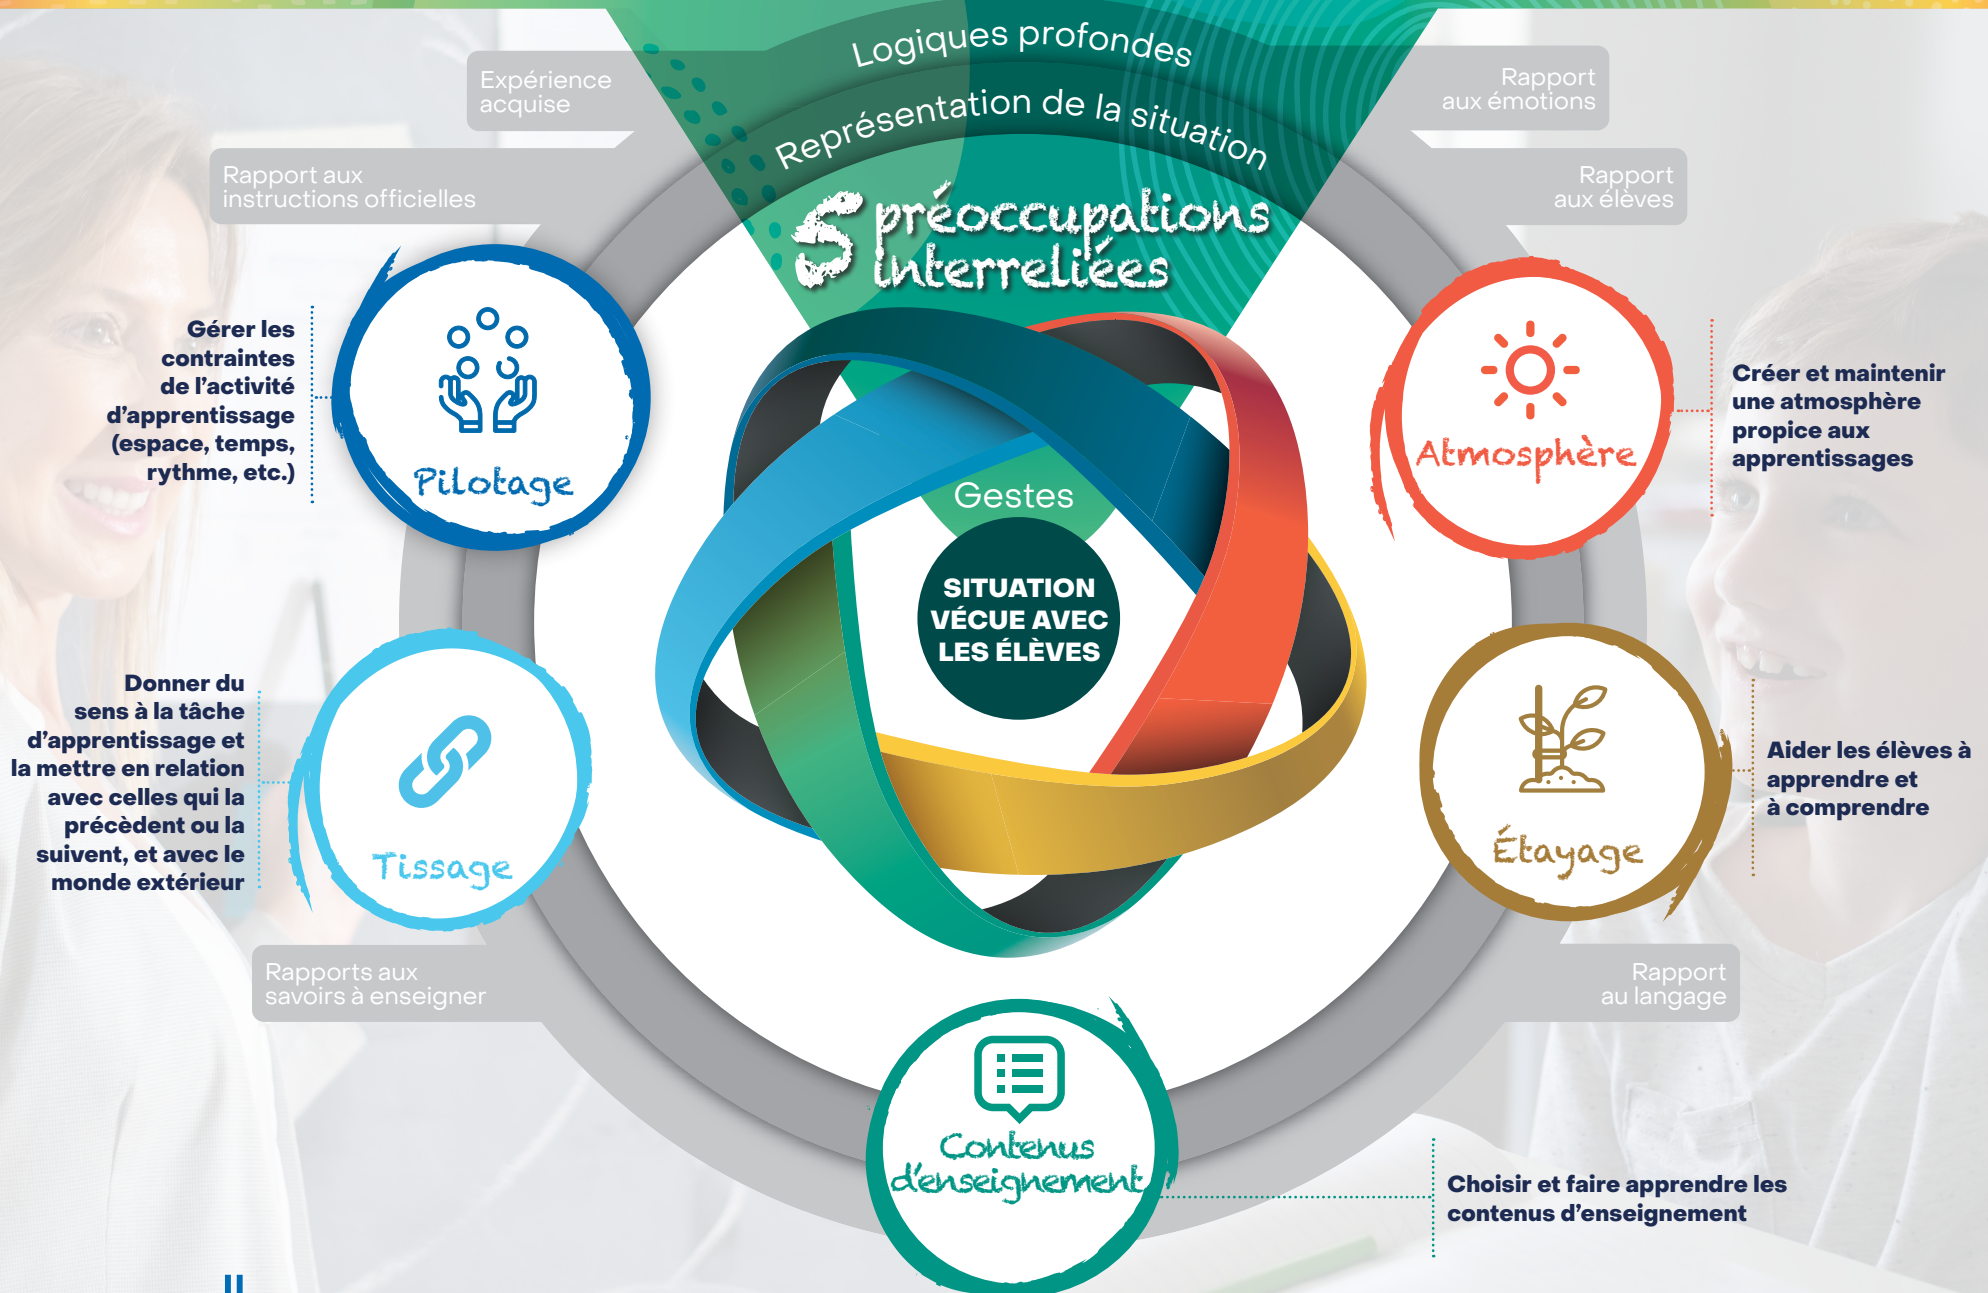 Logiques profondes
Représentation de la situation
5 préoccupations
interreliées
Expérience
acquise
Rapport aux
instructions officielles
Rapport
aux émotions
Rapport
aux élèves
Gérer les
contraintes
de l'activité
d'apprentissage
(espace, temps,
rythme, etc.)
Pilotage
Atmosphère
Créer et maintenir
une atmosphère
propice aux
apprentissages
Gestes
SITUATION
VÉCUE AVEC
LES ÉLÈVES
Donner du
sens à la tâche
d'apprentissage et
la mettre en relation
avec celles qui la
précèdent ou la
suivent, et avec le
monde extérieur
Tissage
Étayage
Aider les élèves à
apprendre et
à comprendre
Rapports aux
savoirs à enseigner
Rapport
au langage
Contenus
d'enseignement
Choisir et faire apprendre les
contenus d'enseignement